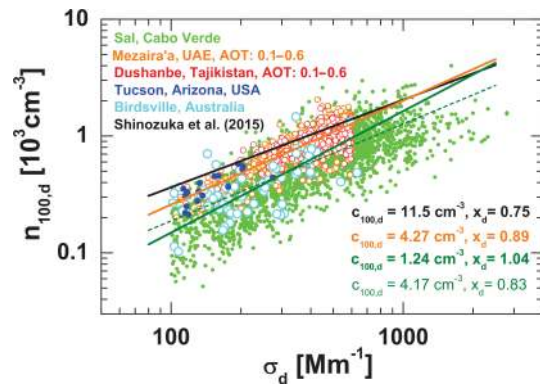 Sal, Cabo Verde
Mezaira'a, UAE, AOT: 0.1–0.6
Dushanbe, Tajikistan, AOT: 0.1–0.6
Tucson, Arizona, USA
Birdsville, Australia
Shinozuka et al. (2015)
n100,d [10³cm⁻³]
1
0.1
c100,d = 11.5 cm⁻³, xd = 0.75
c100,d = 4.27 cm⁻³, xd = 0.89
c100,d = 1.24 cm⁻³, xd = 1.04
c100,d = 4.17 cm⁻³, xd = 0.83
100
1000
σd [Mm⁻¹]